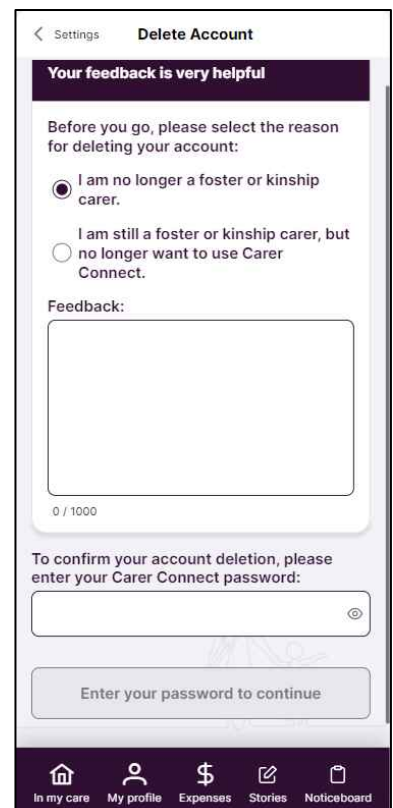 Settings Delete Account
Your feedback is very helpful
Before you go, please select the reason
for deleting your account:
I am no longer a foster or kinship
carer.
I am still a foster or kinship carer, but
no longer want to use Carer
Connect.
Feedback:
0 / 1000
To confirm your account deletion, please
enter your Carer Connect password:
Enter your password to continue
In my care My profile Expenses Stories Noticeboard